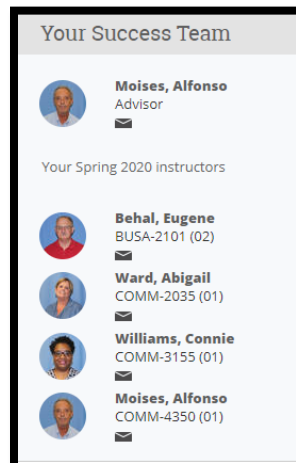 Your Success Team
Moises, Alfonso
Advisor
Your Spring 2020 instructors
Behal, Eugene
BUSA-2101 (02)
Ward, Abigail
COMM-2035 (01)
Williams, Connie
COMM-3155 (01)
Moises, Alfonso
COMM-4350 (01)